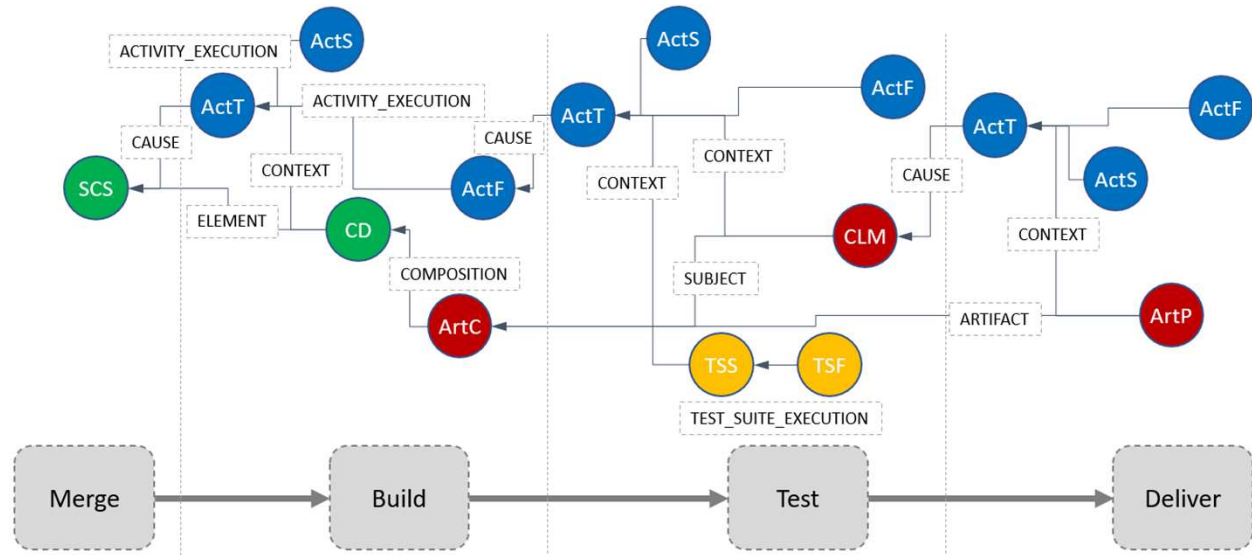 ActS
ACTIVITY_EXECUTION
ActT
ACTIVITY_EXECUTION
CAUSE
CONTEXT
SCS
ELEMENT
CD
ActF
CAUSE
COMPOSITION
ArtC
ActS
ActT
ActF
CONTEXT
CONTEXT
CLM
SUBJECT
TSS
TSF
TEST_SUITE_EXECUTION
CAUSE
ActT
ActF
ActS
CONTEXT
ARTIFACT
ArtP
Merge
Build
Test
Deliver